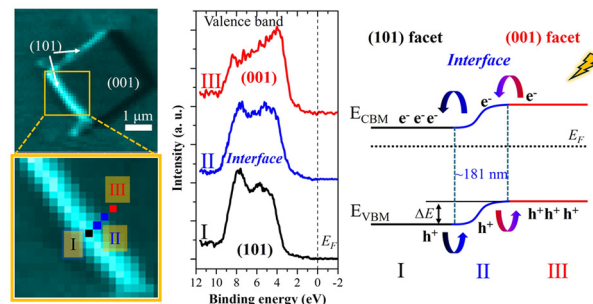 (101)
(001)
1 μm
I
II
III
Valence band
III
(001)
II
Interface
I
(101)
E_F
Intensity (a. u.)
12 10 8 6 4 2 0 -2
Binding energy (eV)
(101) facet
(001) facet
Interface
e⁻
e⁻
E_CBM
e⁻ e⁻ e⁻
E_F
~181 nm
E_VBM
ΔE
h⁺
h⁺
h⁺h⁺ h⁺
I
II
III